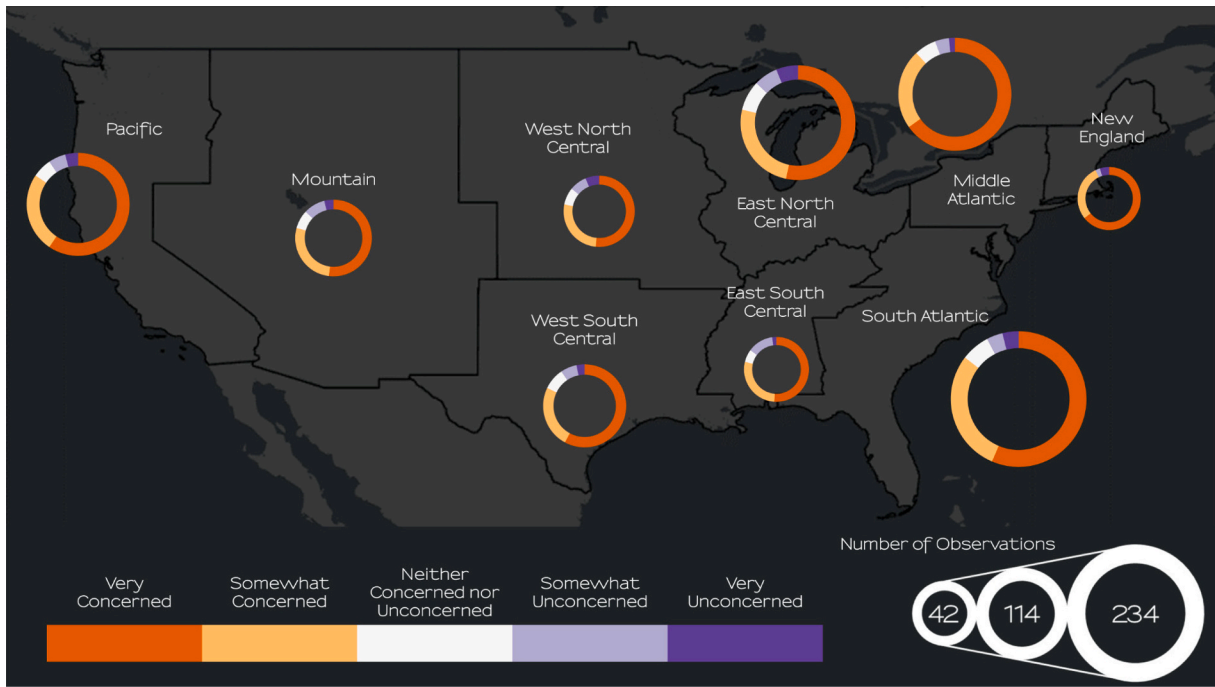 Pacific
Mountain
West North
Central
East North
Central
Middle
Atlantic
New
England
West South
Central
East South
Central
South Atlantic
Number of Observations
42
114
234
Very
Concerned
Somewhat
Concerned
Neither
Concerned nor
Unconcerned
Somewhat
Unconcerned
Very
Unconcerned